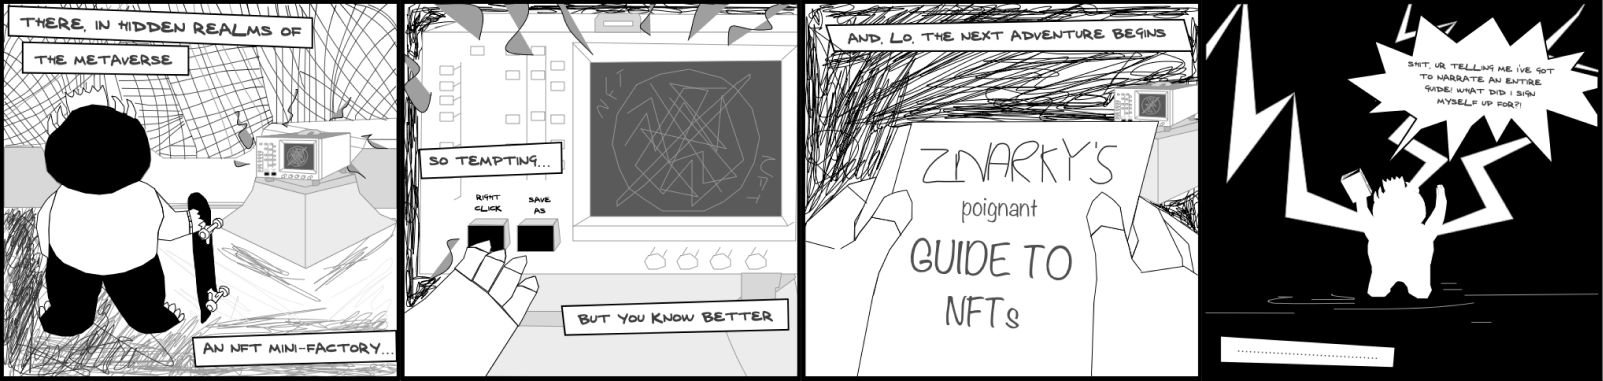 THERE, IN HIDDEN REALMS OF
THE METAVERSE
AN NFT MINI-FACTORY...
NFT
NFT
SO TEMPTING...
RIGHT
CLICK
SAVE
AS
BUT YOU KNOW BETTER
AND, LO, THE NEXT ADVENTURE BEGINS
ZNARKY'S
poignant
GUIDE TO
NFTs
SHIT, UR TELLING ME I'VE GOT
TO NARRATE AN ENTIRE
GUIDE! WHAT DID I SIGN
MYSELF UP FOR?!